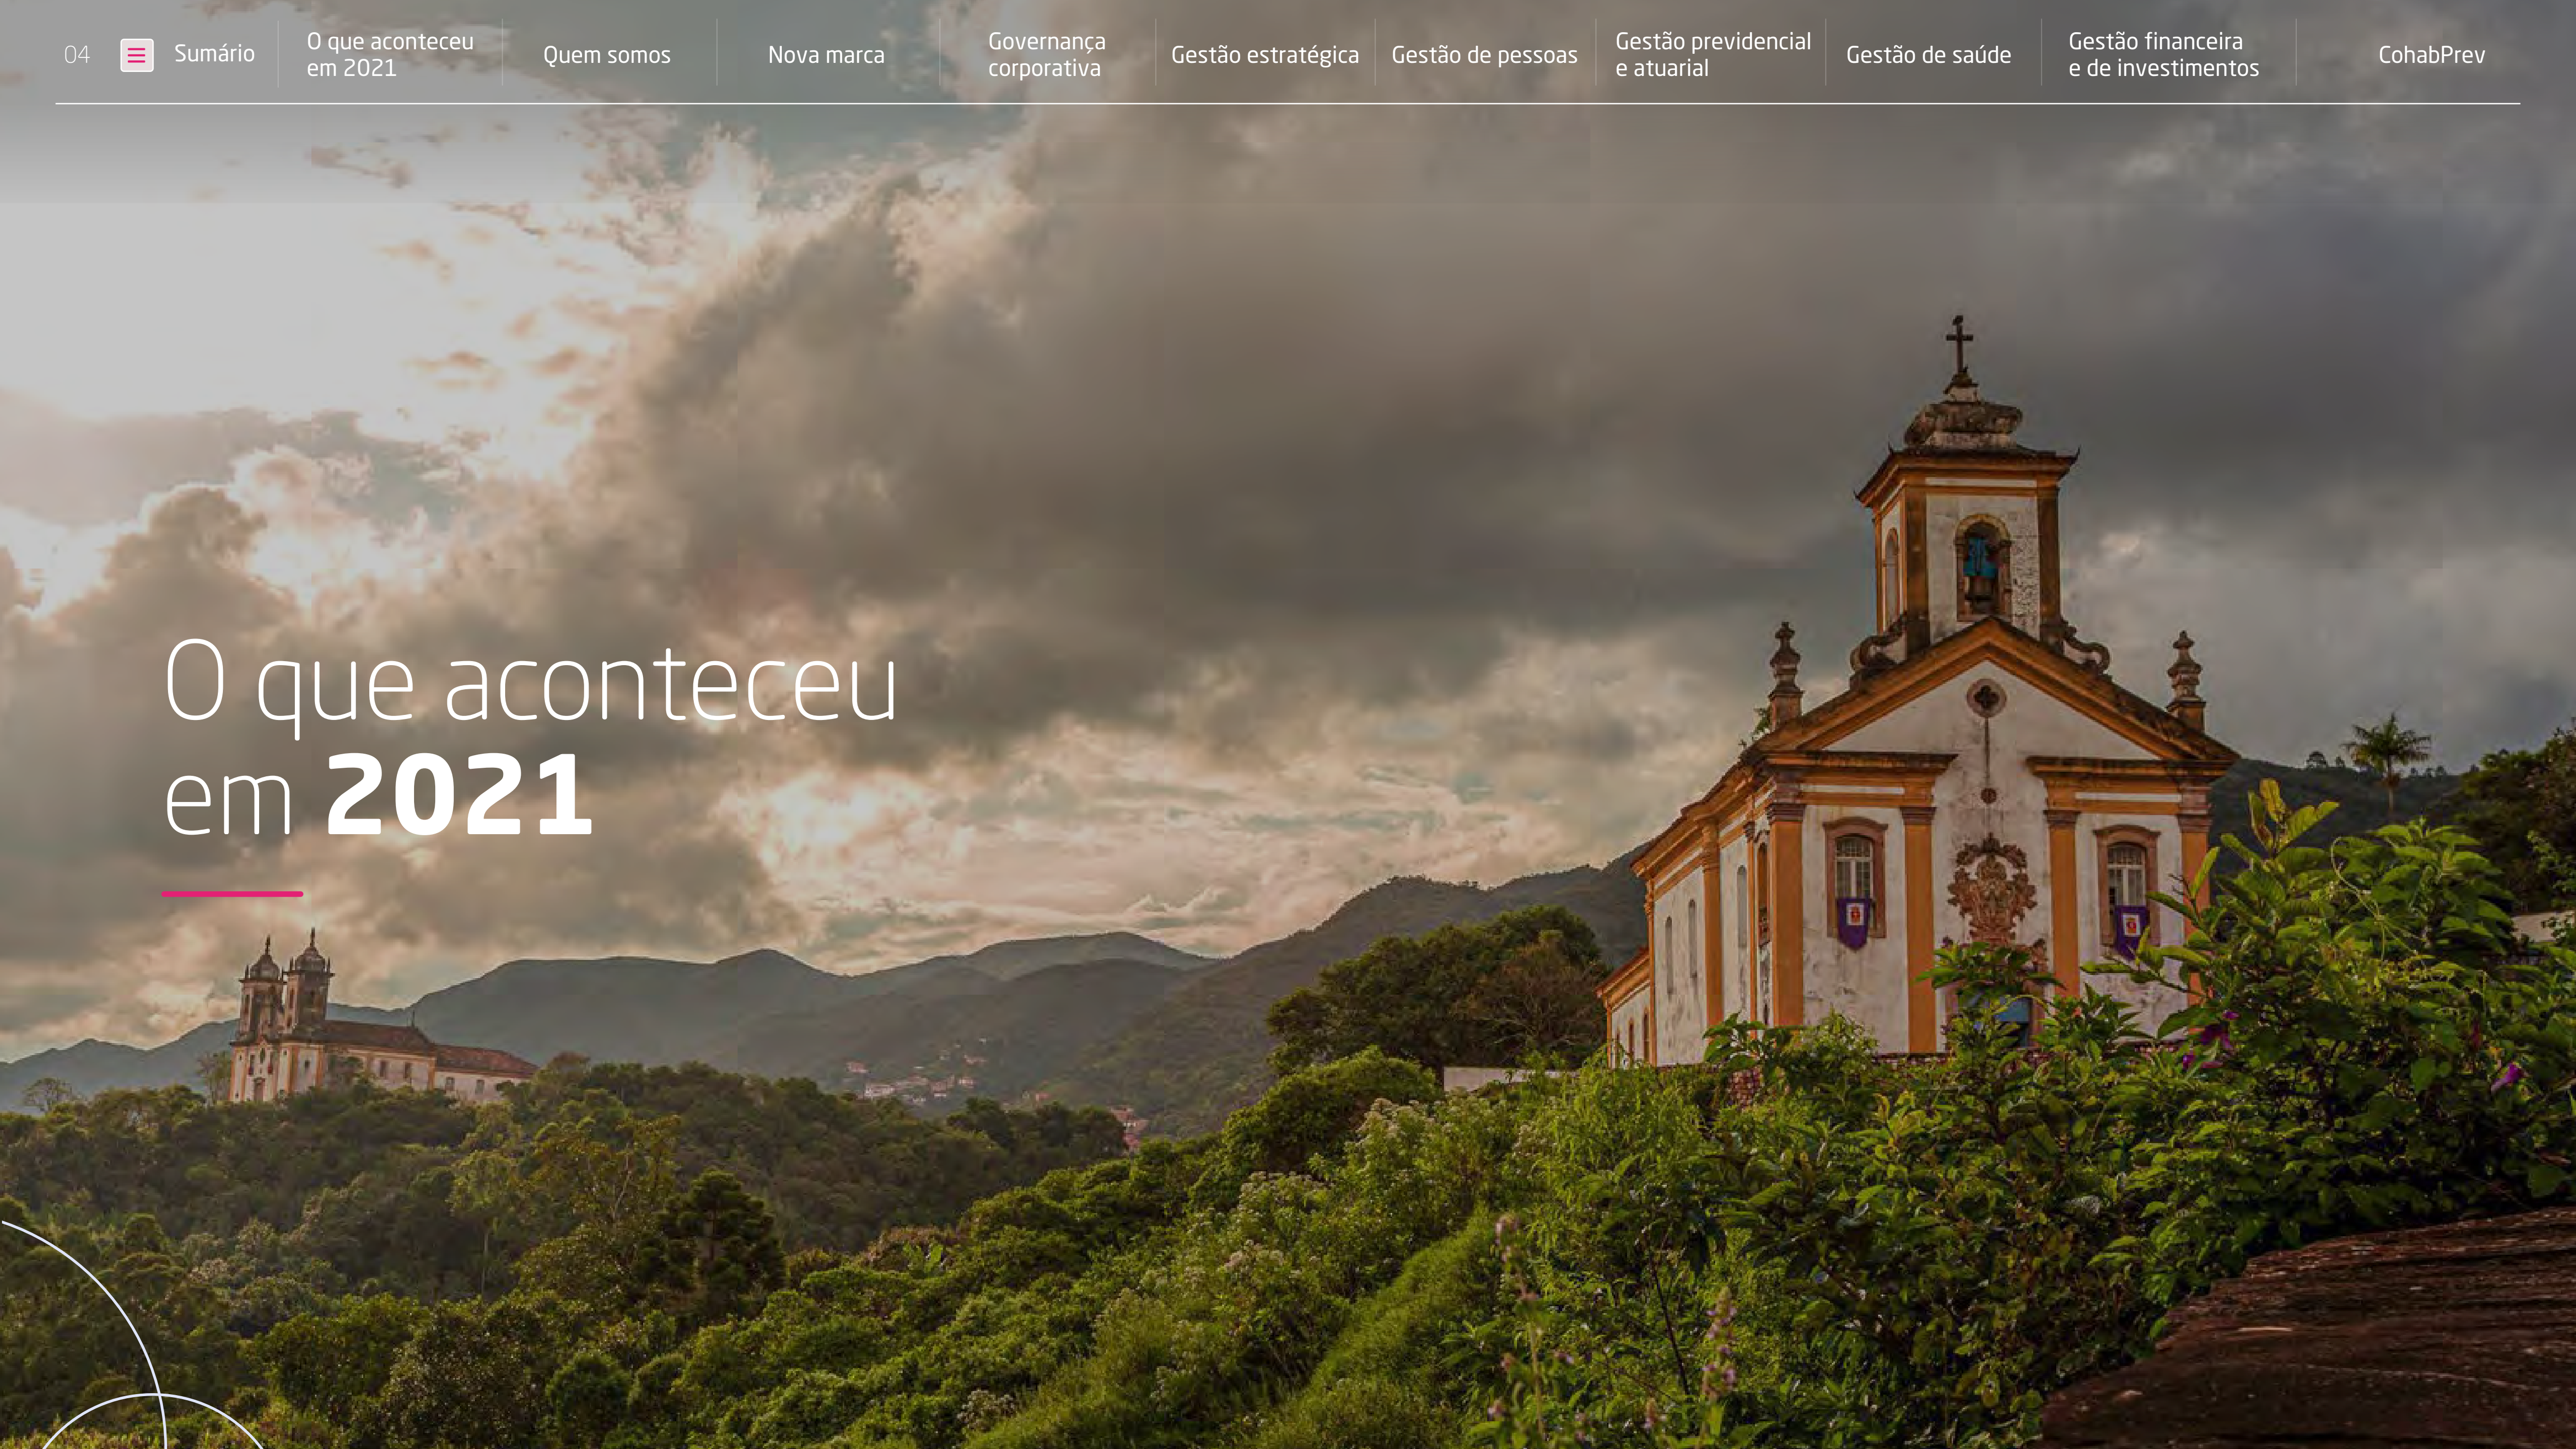 04
Sumário
O que aconteceu
em 2021
Quem somos
Nova marca
Governança
corporativa
Gestão estratégica
Gestão de pessoas
Gestão previdencial
e atuarial
Gestão de saúde
Gestão financeira
e de investimentos
CohabPrev
O que aconteceu
em 2021